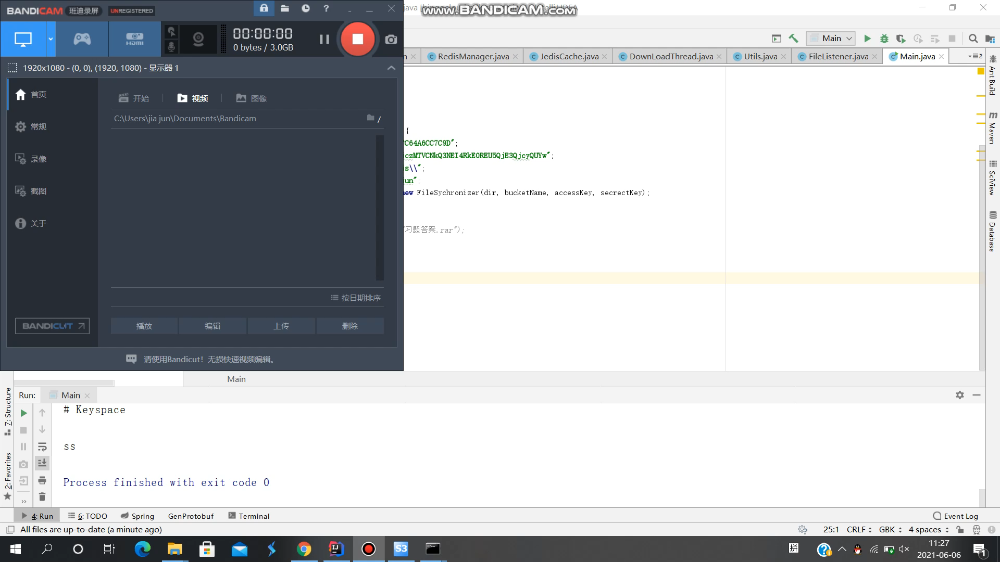 BANDICAM 班迪录屏 UNREGISTERED
www.BANDICAM.com
HDMI
00:00:00
0 bytes / 3.0GB
1920x1080 - (0, 0), (1920, 1080) - 显示器 1
首页
常规
录像
截图
关于
BANDICUT
开始 视频 图像
C:\Users\jia jun\Documents\Bandicam
/
按日期排序
播放 编辑 上传 删除
请使用Bandicut！无损快速视频编辑。
Main
RedisManager.java JedisCache.java DownLoadThread.java Utils.java FileListener.java Main.java 2
{
C64A6CC7C9D";
czMTVCNkQ3NEI4RkE0REU5QjE3QjcyQUYw";
s\\";
un";
new FileSychronizer(dir, bucketName, accessKey, secrectKey);
"习题答案.rar");
Ant Build
Maven
SciView
Database
Main
7: Structure
2: Favorites
Run: Main
# Keyspace
ss
Process finished with exit code 0
4: Run 6: TODO Spring GenProtobuf Terminal Event Log
All files are up-to-date (a minute ago) 25:1 CRLF GBK 4 spaces
S3
拼
11:27
2021-06-06
1